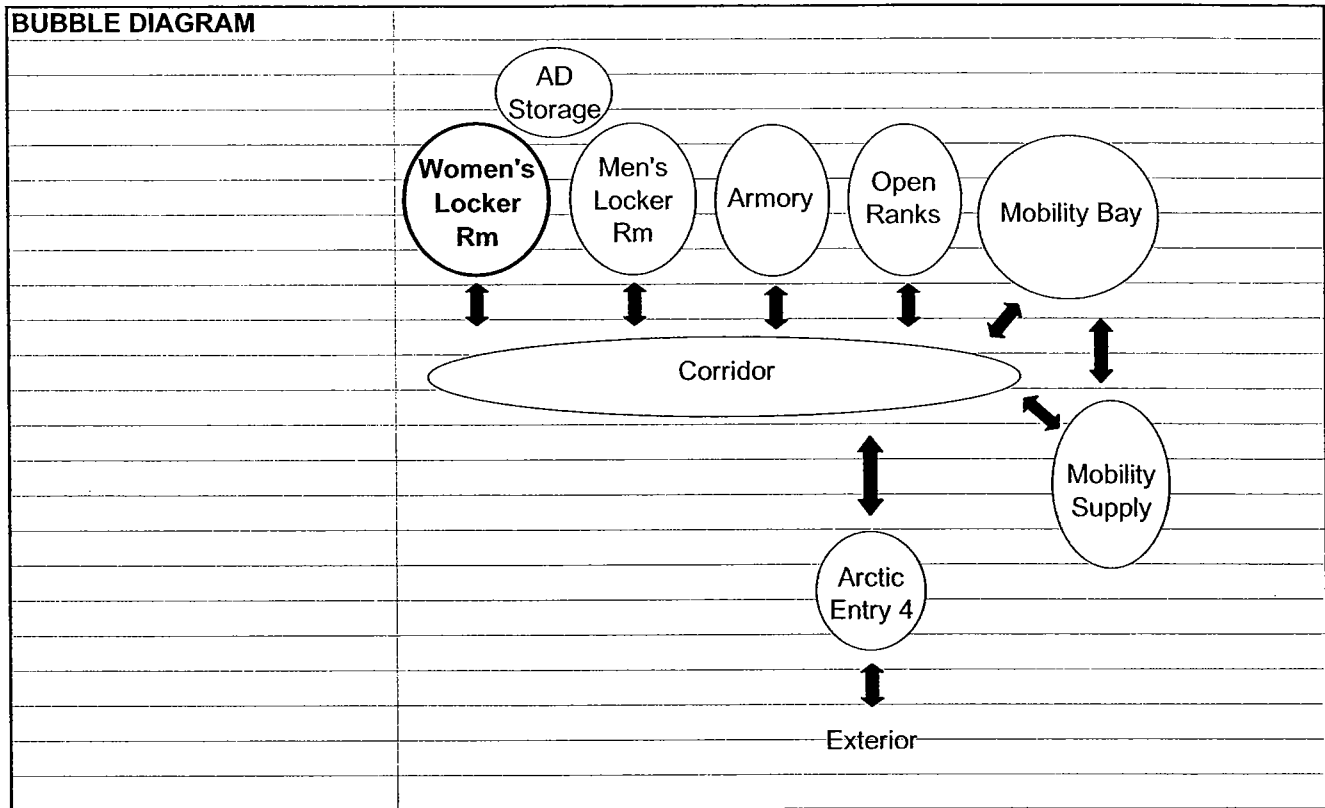 BUBBLE DIAGRAM
AD
Storage
Women's
Locker
Rm
Men's
Locker
Rm
Armory
Open
Ranks
Mobility Bay
Corridor
Mobility
Supply
Arctic
Entry 4
Exterior